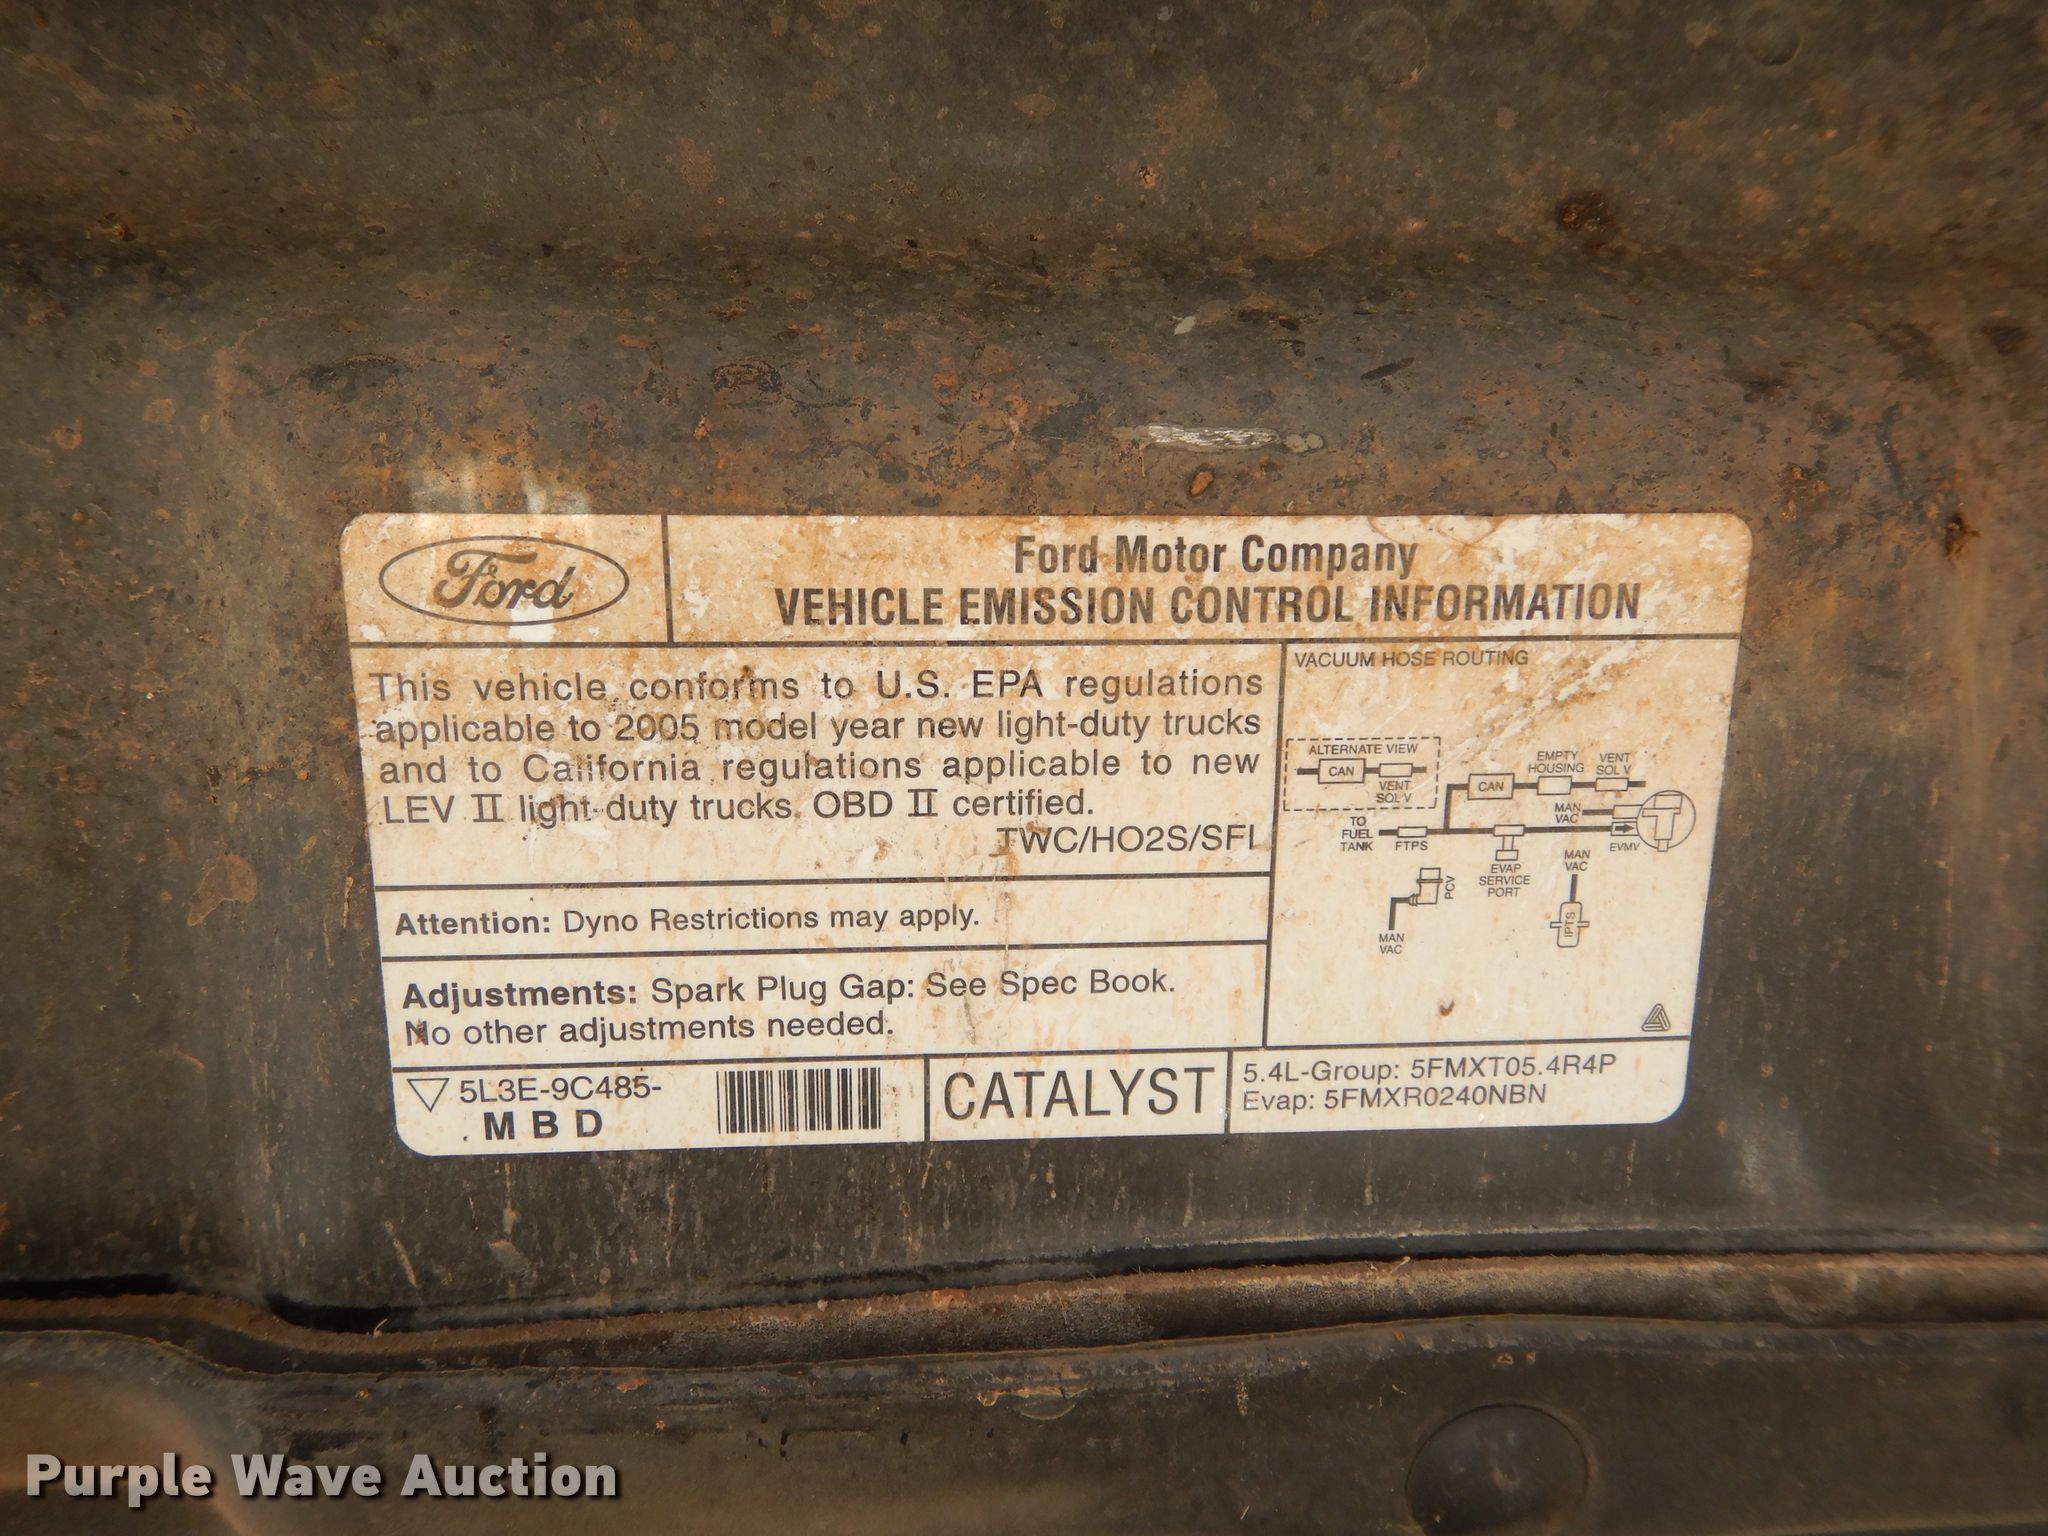 Ford
Ford Motor Company
VEHICLE EMISSION CONTROL INFORMATION
This vehicle conforms to U.S. EPA regulations
applicable to 2005 model year new light-duty trucks
and to California regulations applicable to new
LEV II light-duty trucks. OBD II certified.
TWC/HO2S/SFI
Attention: Dyno Restrictions may apply.
Adjustments: Spark Plug Gap: See Spec Book.
No other adjustments needed.
VACUUM HOSE ROUTING
ALTERNATE VIEW
CAN
VENT
SOL V
CAN
EMPTY
HOUSING
VENT
SOL V
MAN
VAC
TO
FUEL
TANK
FTPS
EVMV
EVAP
SERVICE
PORT
MAN
VAC
PCV
MAN
VAC
IPTS
5L3E-9C485-
MBD
CATALYST
5.4L-Group: 5FMXT05.4R4P
Evap: 5FMXR0240NBN
Purple Wave Auction